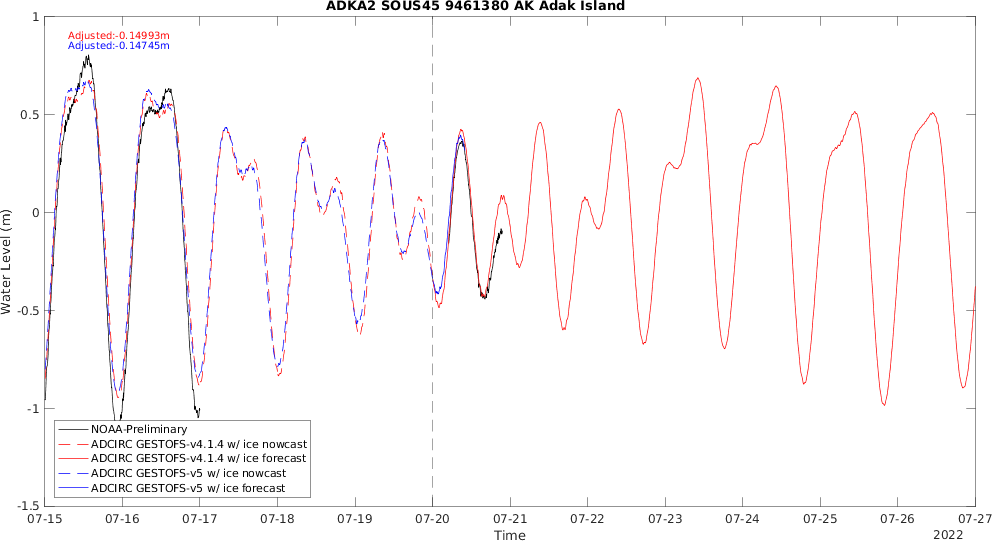 ADKA2 SOUS45 9461380 AK Adak Island
Adjusted:-0.14993m
Adjusted:-0.14745m
1
0.5
0
-0.5
-1
-1.5
Water Level (m)
NOAA-Preliminary
ADCIRC GESTOFS-v4.1.4 w/ ice nowcast
ADCIRC GESTOFS-v4.1.4 w/ ice forecast
ADCIRC GESTOFS-v5 w/ ice nowcast
ADCIRC GESTOFS-v5 w/ ice forecast
07-15 07-16 07-17 07-18 07-19 07-20 07-21 07-22 07-23 07-24 07-25 07-26 07-27
Time
2022